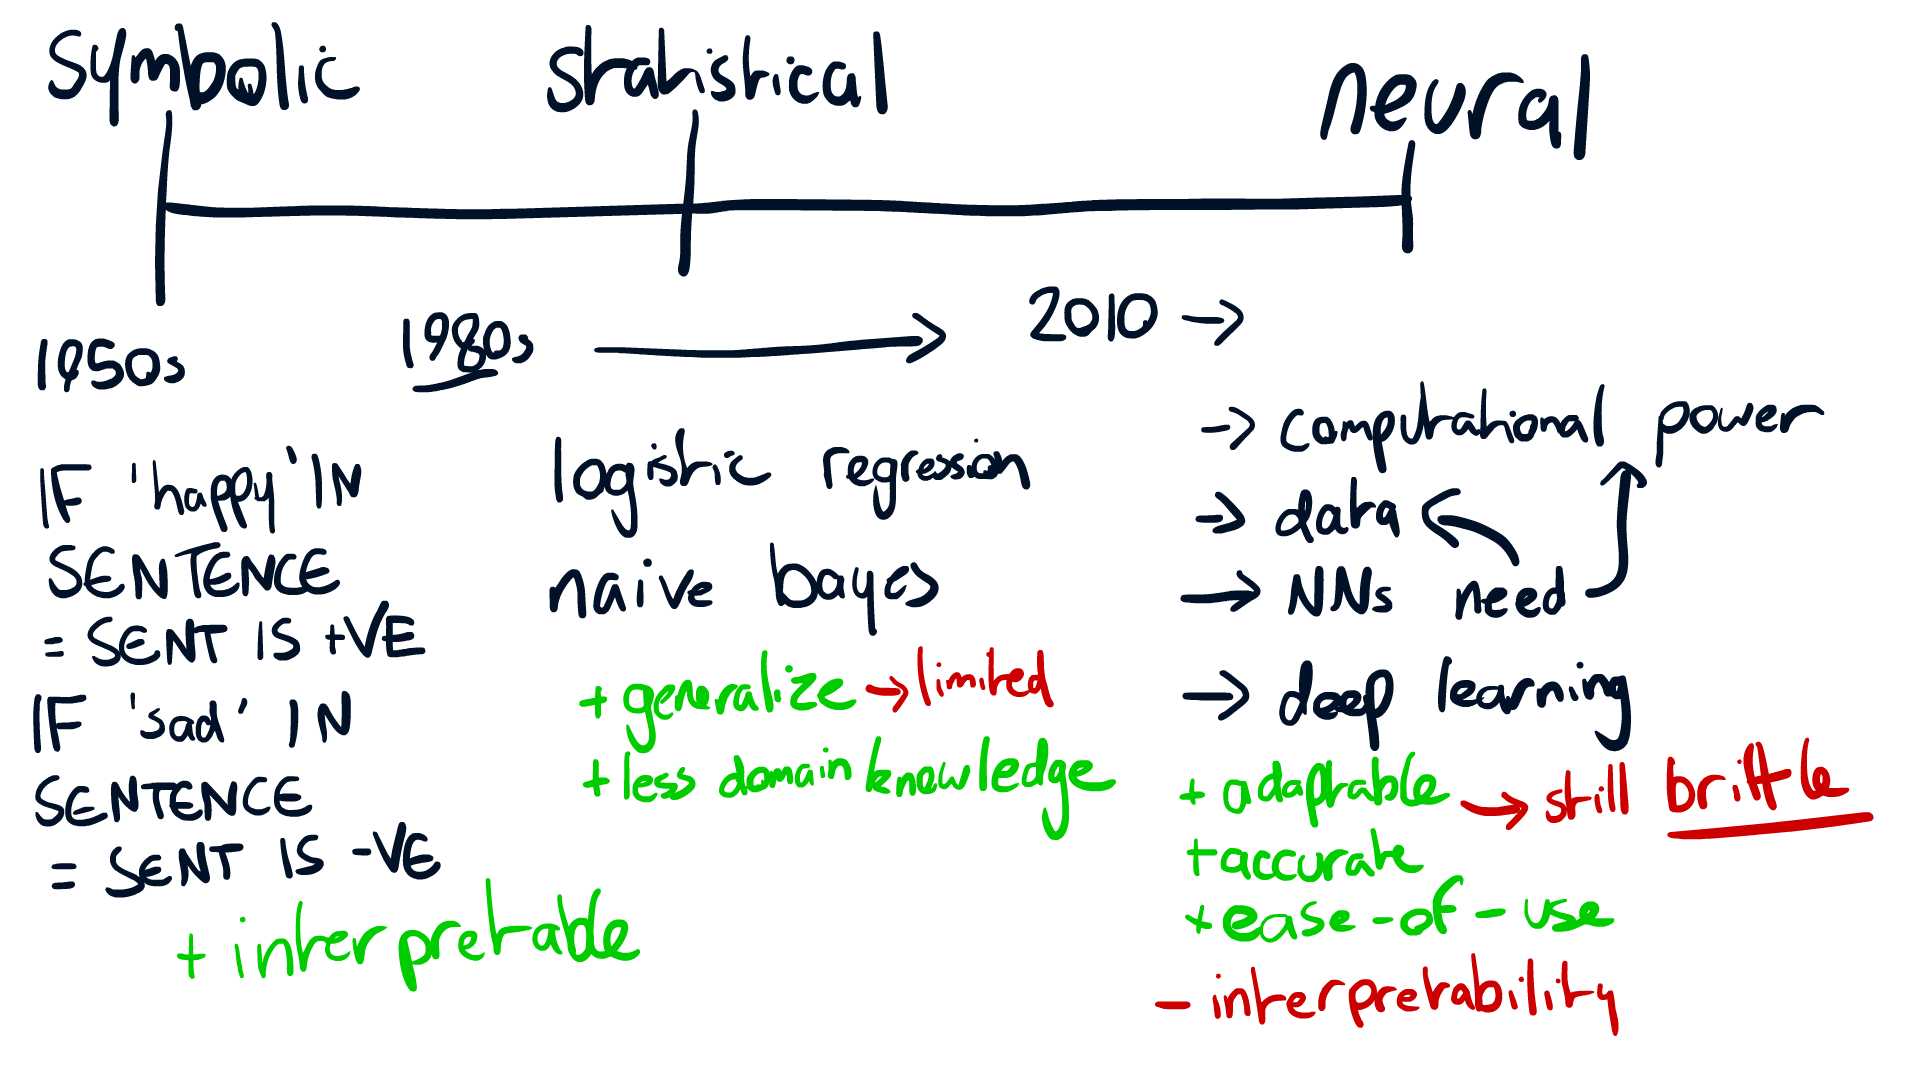 symbolic
statistical
neural
1950s
1980s →
2010 →
IF 'happy' IN
SENTENCE
= SENT IS +VE
IF 'sad' IN
SENTENCE
= SENT IS -VE
+ interpretable
logistic regression
naive bayes
+ generalize → limited
+ less domain knowledge
→ computational power
→ data
→ NNs need
→ deep learning
+ adaptable → still brittle
+ accurate
+ ease-of-use
- interpretability